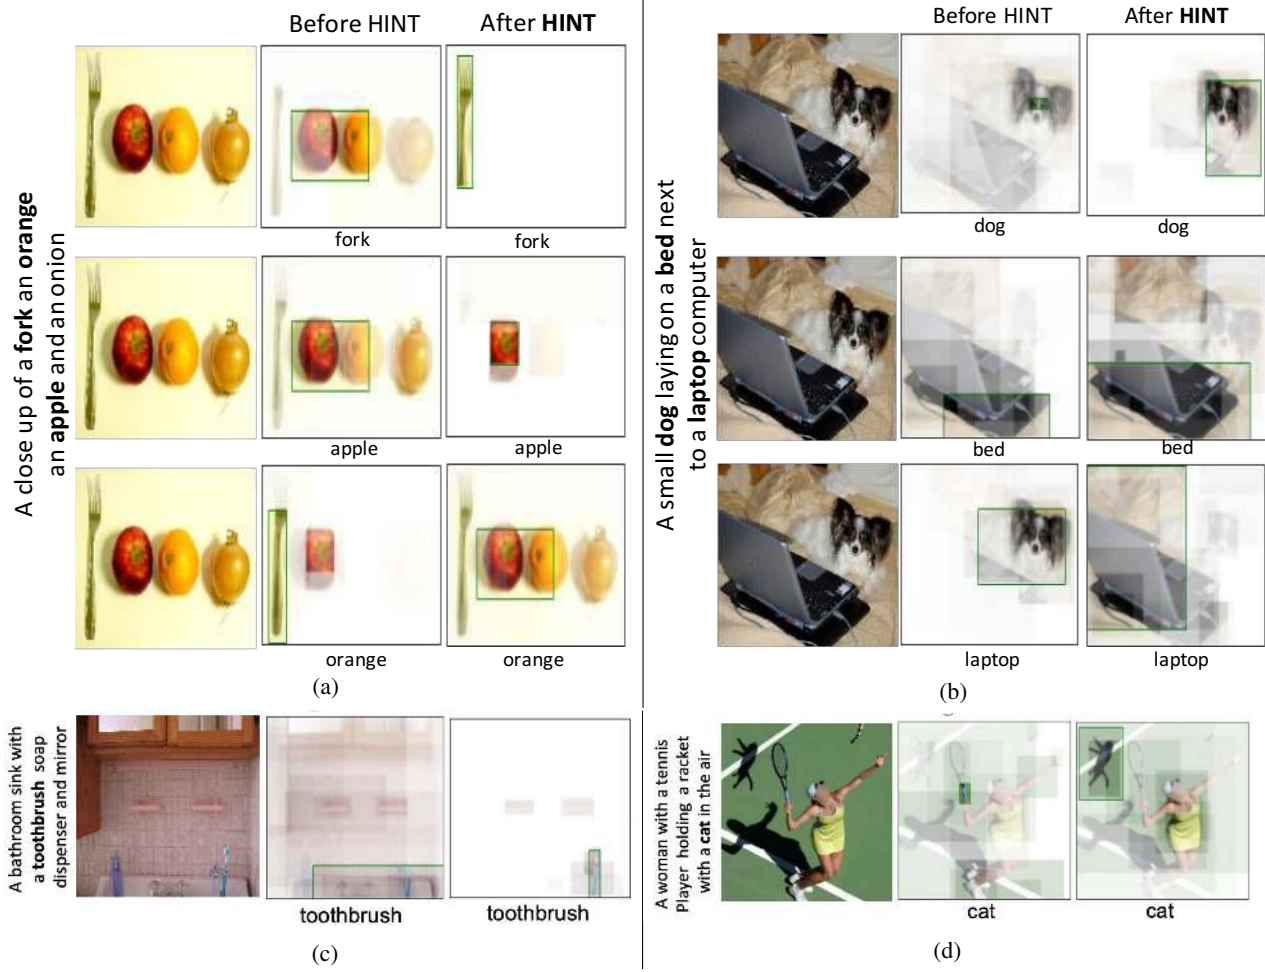 Before HINT
After HINT
A close up of a fork an orange
an apple and an onion
fork
fork
apple
apple
orange
orange
(a)
Before HINT
After HINT
A small dog laying on a bed next
to a laptop computer
dog
dog
bed
bed
laptop
laptop
(b)
A bathroom sink with
a toothbrush soap
dispenser and mirror
toothbrush
toothbrush
(c)
A woman with a tennis
Player holding a racket
with a cat in the air
cat
cat
(d)